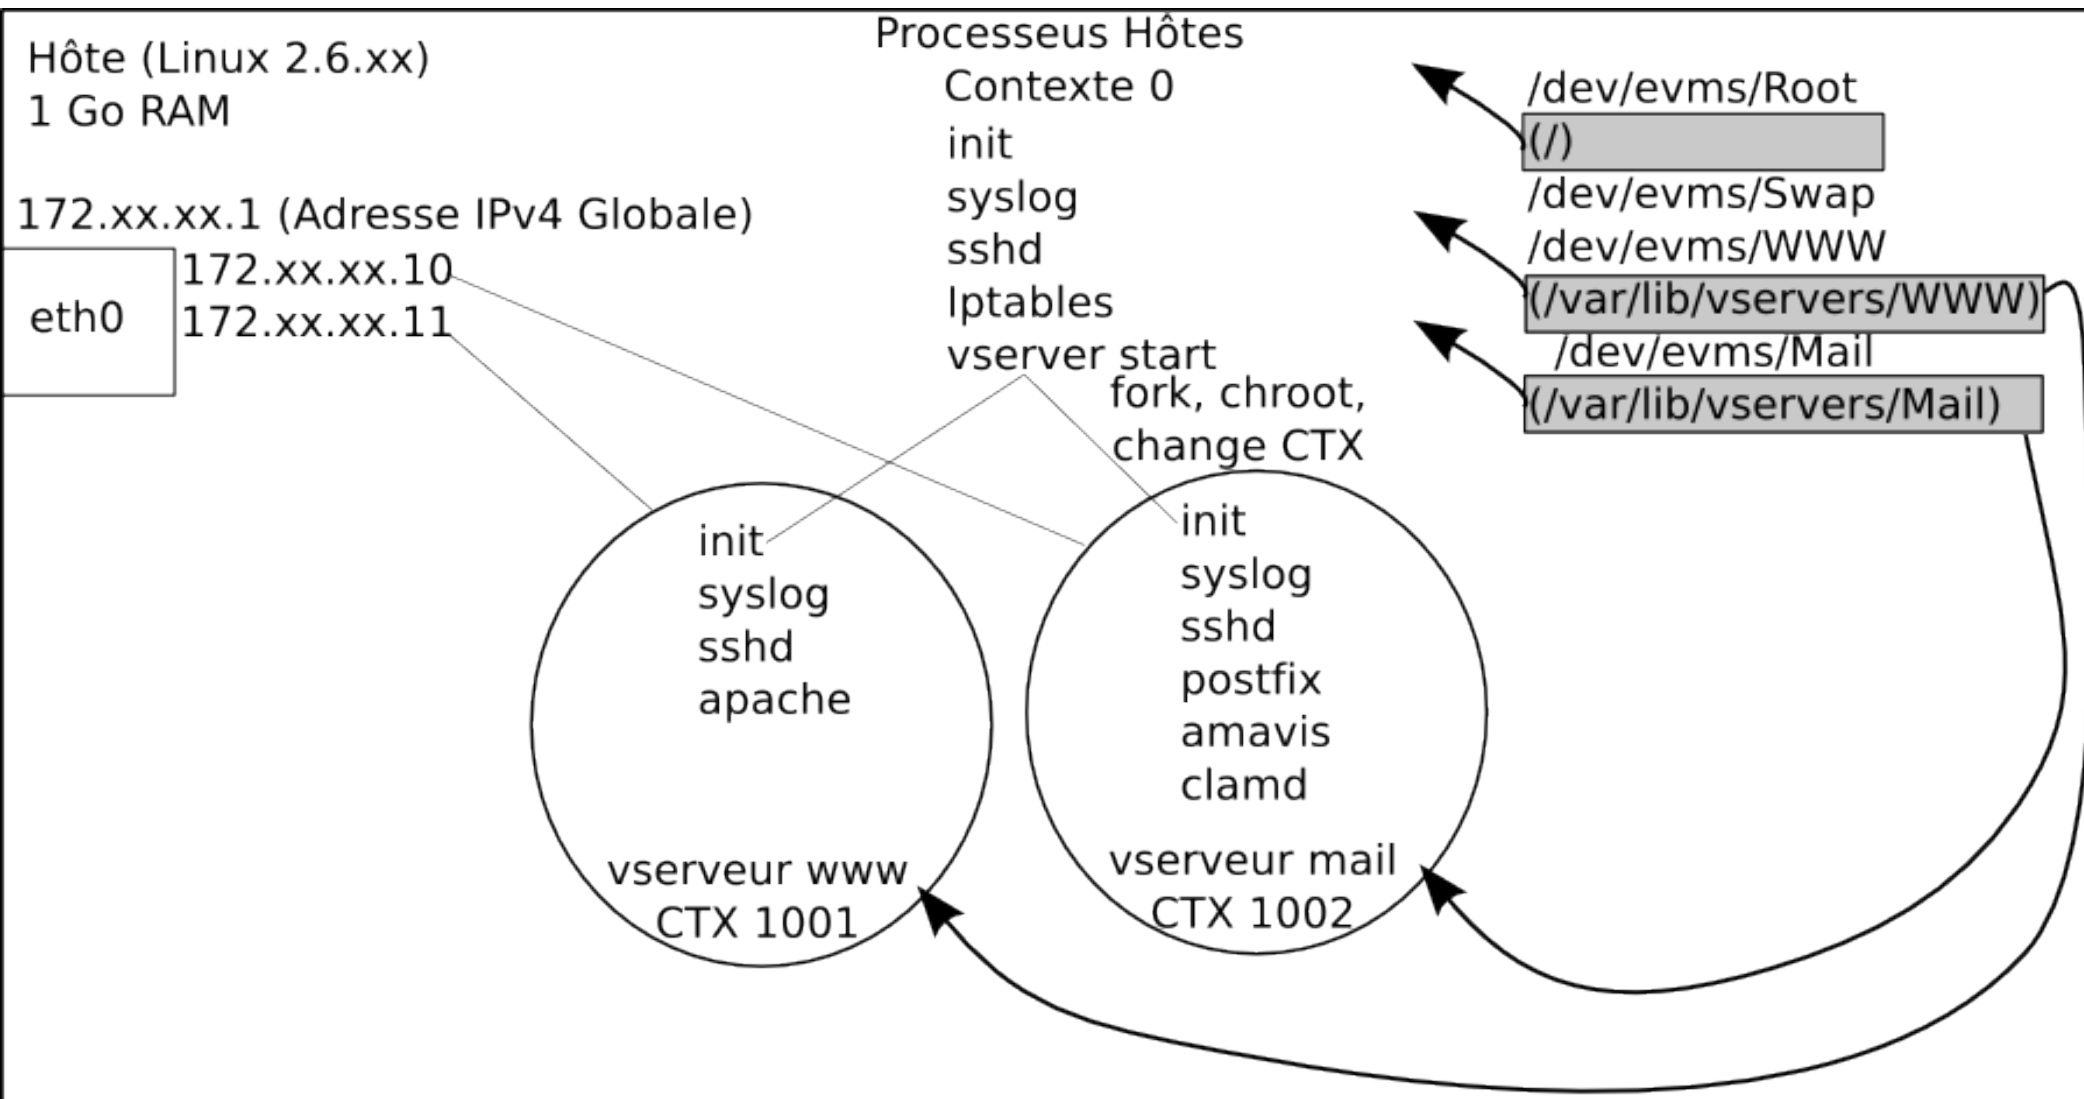 Hôte (Linux 2.6.xx)
1 Go RAM
172.xx.xx.1 (Adresse IPv4 Globale)
eth0
172.xx.xx.10
172.xx.xx.11
Processeus Hôtes
Contexte 0
init
syslog
sshd
Iptables
vserver start
fork, chroot,
change CTX
/dev/evms/Root
(/)
/dev/evms/Swap
/dev/evms/WWW
(/var/lib/vservers/WWW)
/dev/evms/Mail
(/var/lib/vservers/Mail)
init
syslog
sshd
apache
vserveur www
CTX 1001
init
syslog
sshd
postfix
amavis
clamd
vserveur mail
CTX 1002